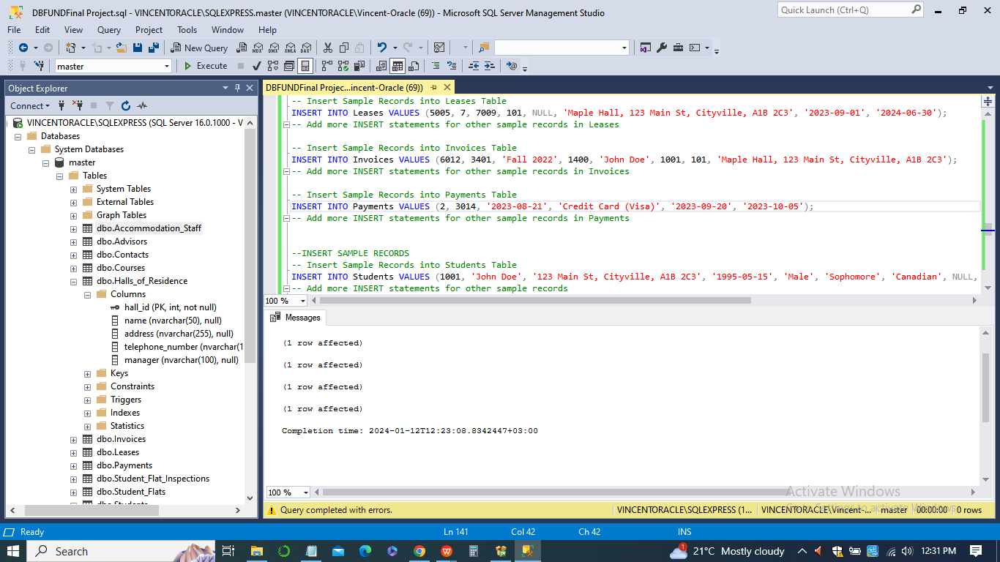 DBFUNDFinal Project.sql - VINCENTORACLE\SQLEXPRESS.master (VINCENTORACLE\Vincent-Oracle (69)) - Microsoft SQL Server Management Studio
Quick Launch (Ctrl+Q)
File Edit View Query Project Tools Window Help
New Query
MDX DMX XMLA DAX
master
Execute
Object Explorer
DBFUNDFinal Projec...incent-Oracle (69))
Connect
VINCENTORACLE\SQLEXPRESS (SQL Server 16.0.1000 - V
Databases
System Databases
master
Tables
System Tables
External Tables
Graph Tables
dbo.Accommodation_Staff
dbo.Advisors
dbo.Contacts
dbo.Courses
dbo.Halls_of_Residence
Columns
hall_id (PK, int, not null)
name (nvarchar(50), null)
address (nvarchar(255), null)
telephone_number (nvarchar(1
manager (nvarchar(100), null)
Keys
Constraints
Triggers
Indexes
Statistics
dbo.Invoices
dbo.Leases
dbo.Payments
dbo.Student_Flat_Inspections
dbo.Student_Flats
-- Insert Sample Records into Leases Table
INSERT INTO Leases VALUES (5005, 7, 7009, 101, NULL, 'Maple Hall, 123 Main St, Cityville, A1B 2C3', '2023-09-01', '2024-06-30');
-- Add more INSERT statements for other sample records in Leases
-- Insert Sample Records into Invoices Table
INSERT INTO Invoices VALUES (6012, 3401, 'Fall 2022', 1400, 'John Doe', 1001, 101, 'Maple Hall, 123 Main St, Cityville, A1B 2C3');
-- Add more INSERT statements for other sample records in Invoices
-- Insert Sample Records into Payments Table
INSERT INTO Payments VALUES (2, 3014, '2023-08-21', 'Credit Card (Visa)', '2023-09-20', '2023-10-05');
-- Add more INSERT statements for other sample records in Payments
--INSERT SAMPLE RECORDS
-- Insert Sample Records into Students Table
INSERT INTO Students VALUES (1001, 'John Doe', '123 Main St, Cityville, A1B 2C3', '1995-05-15', 'Male', 'Sophomore', 'Canadian', NULL,
-- Add more INSERT statements for other sample records
100 %
Messages
(1 row affected)
(1 row affected)
(1 row affected)
(1 row affected)
Completion time: 2024-01-12T12:23:08.8342447+03:00
100 %
Activate Windows
Go to Settings to activate Windows.
Query completed with errors.
VINCENTORACLE\SQLEXPRESS (1... VINCENTORACLE\Vincent-... master 00:00:00 0 rows
Ready Ln 141 Col 42 Ch 42 INS
Search
1 21°C Mostly cloudy 12:31 PM